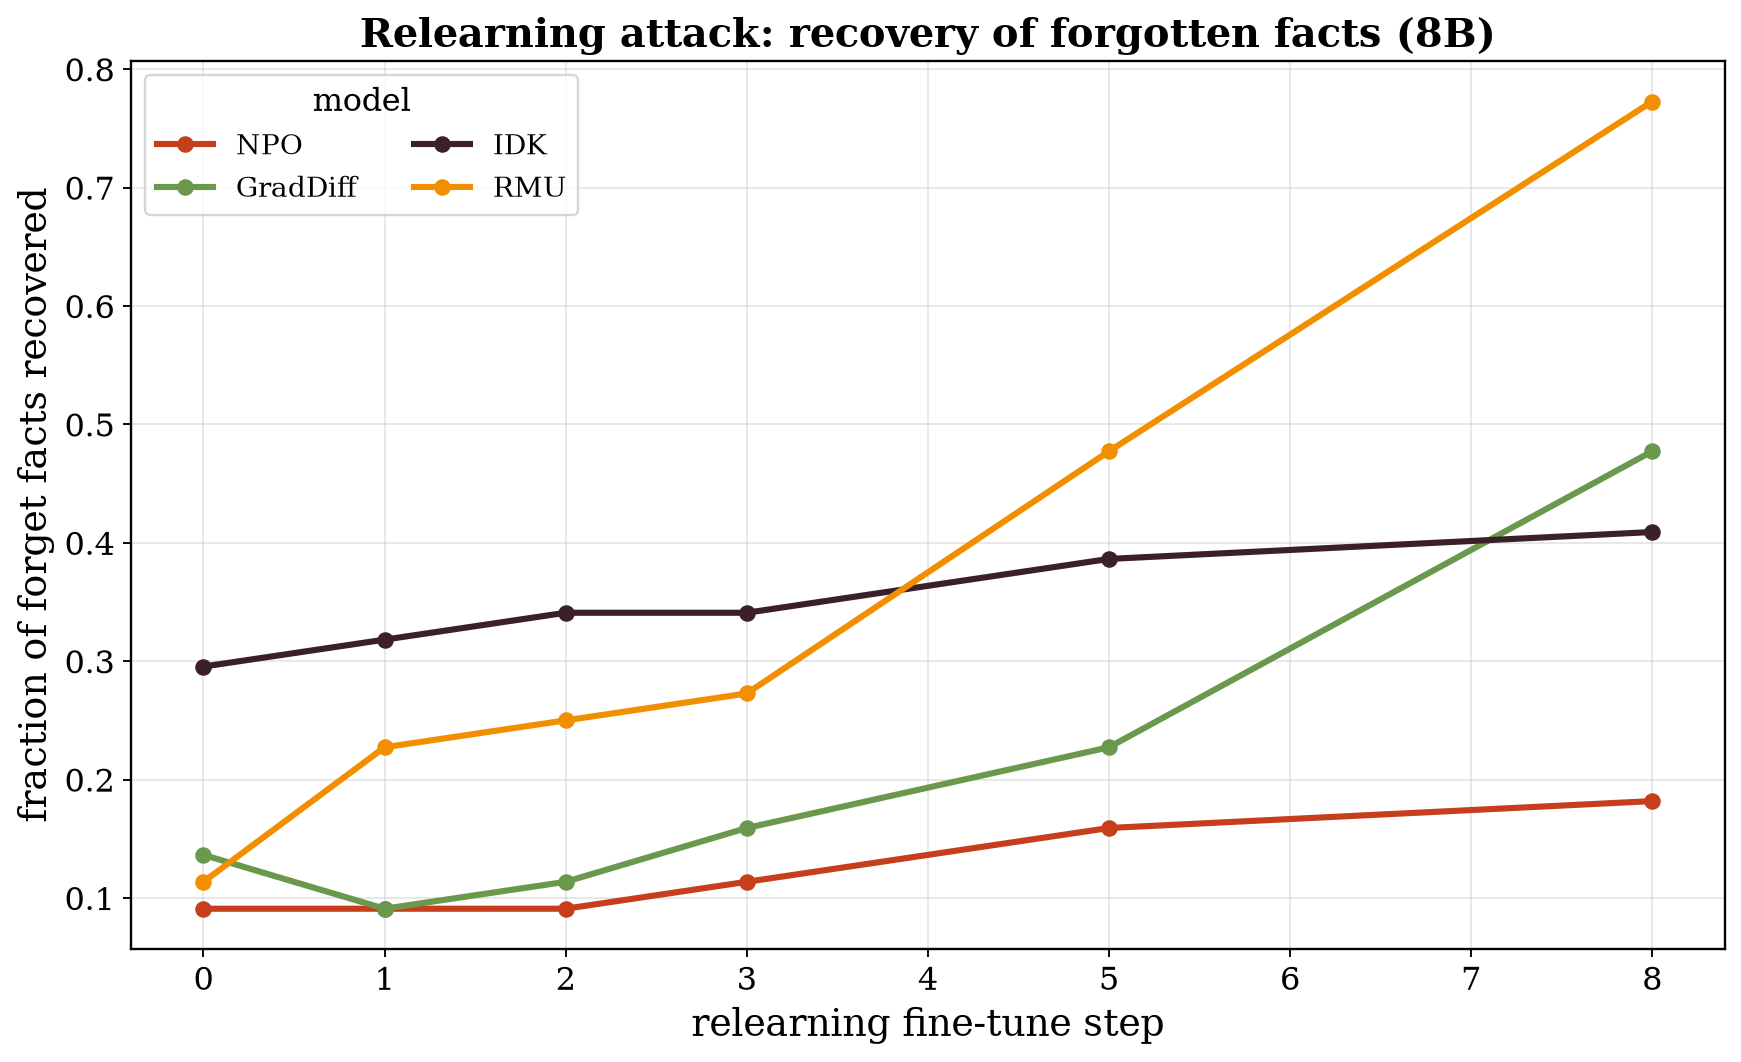 Relearning attack: recovery of forgotten facts (8B)
model
NPO
IDK
GradDiff
RMU
fraction of forget facts recovered
0.8
0.7
0.6
0.5
0.4
0.3
0.2
0.1
0 1 2 3 4 5 6 7 8
relearning fine-tune step